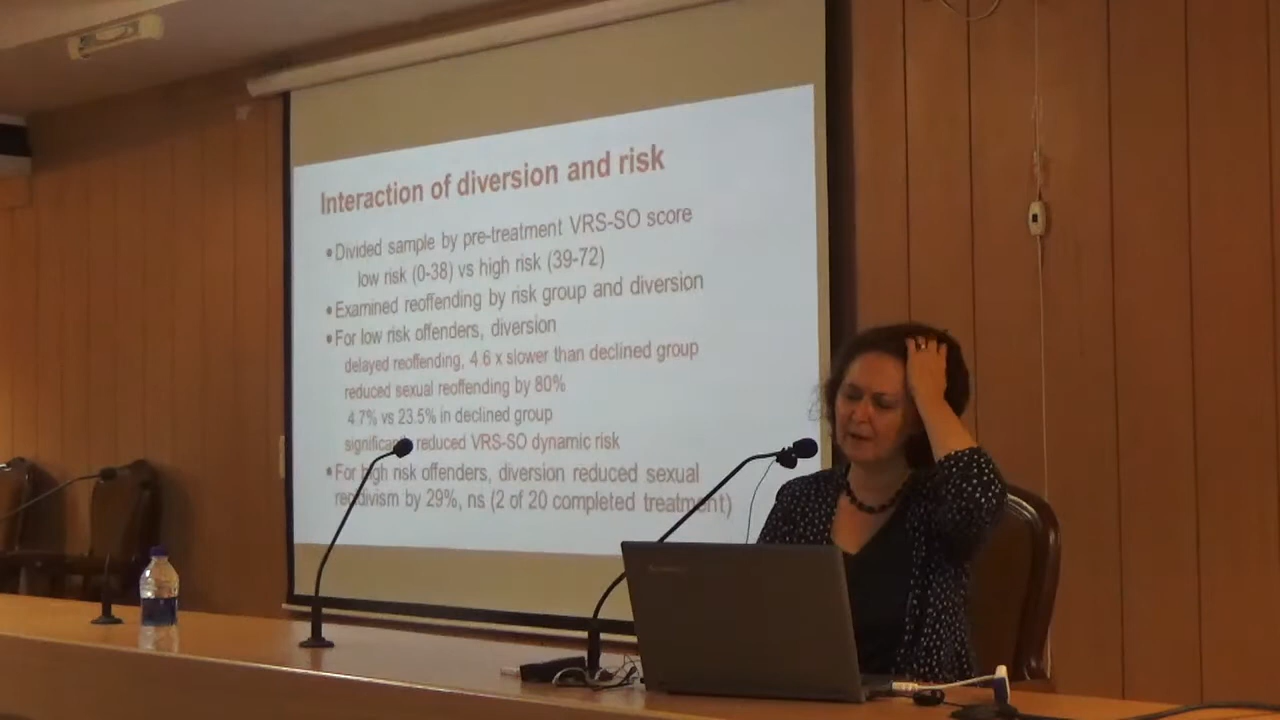 Interaction of diversion and risk
•Divided sample by pre-treatment VRS-SO score
low risk (0-38) vs high risk (39-72)
•Examined reoffending by risk group and diversion
•For low risk offenders, diversion
delayed reoffending, 4.6 x slower than declined group
reduced sexual reoffending by 80%
4.7% vs 23.5% in declined group
significantly reduced VRS-SO dynamic risk
•For high risk offenders, diversion reduced sexual
recidivism by 29%, ns (2 of 20 completed treatment)